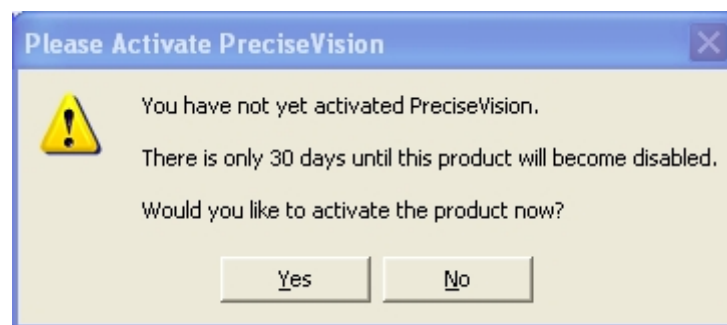 Please Activate PreciseVision
You have not yet activated PreciseVision.
There is only 30 days until this product will become disabled.
Would you like to activate the product now?
Yes
No